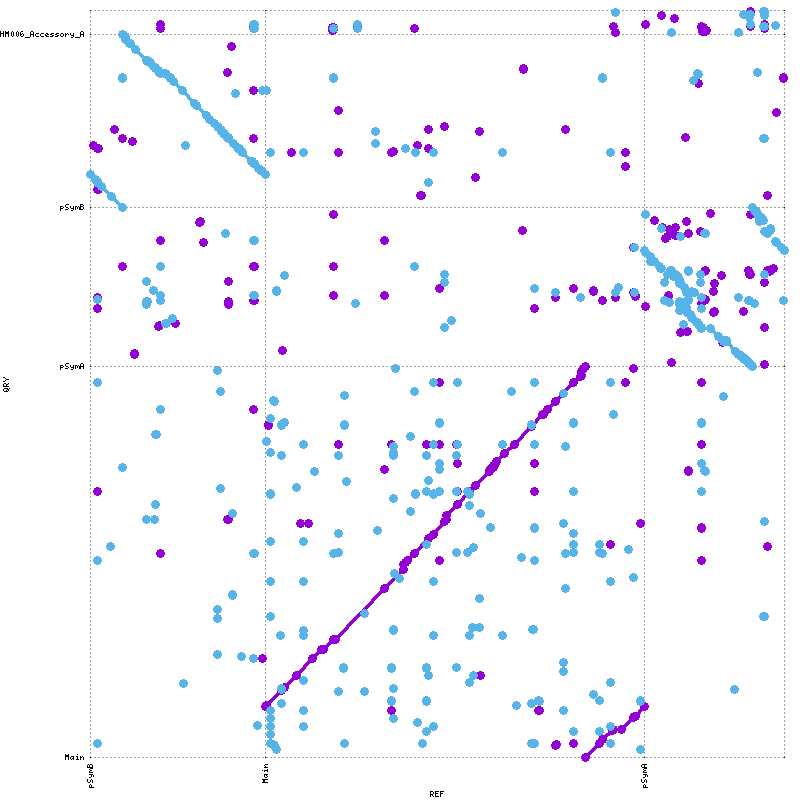 HM006_Accessory_A
pSymB
pSymA
QRY
Main
pSymB
Main
pSymA
REF